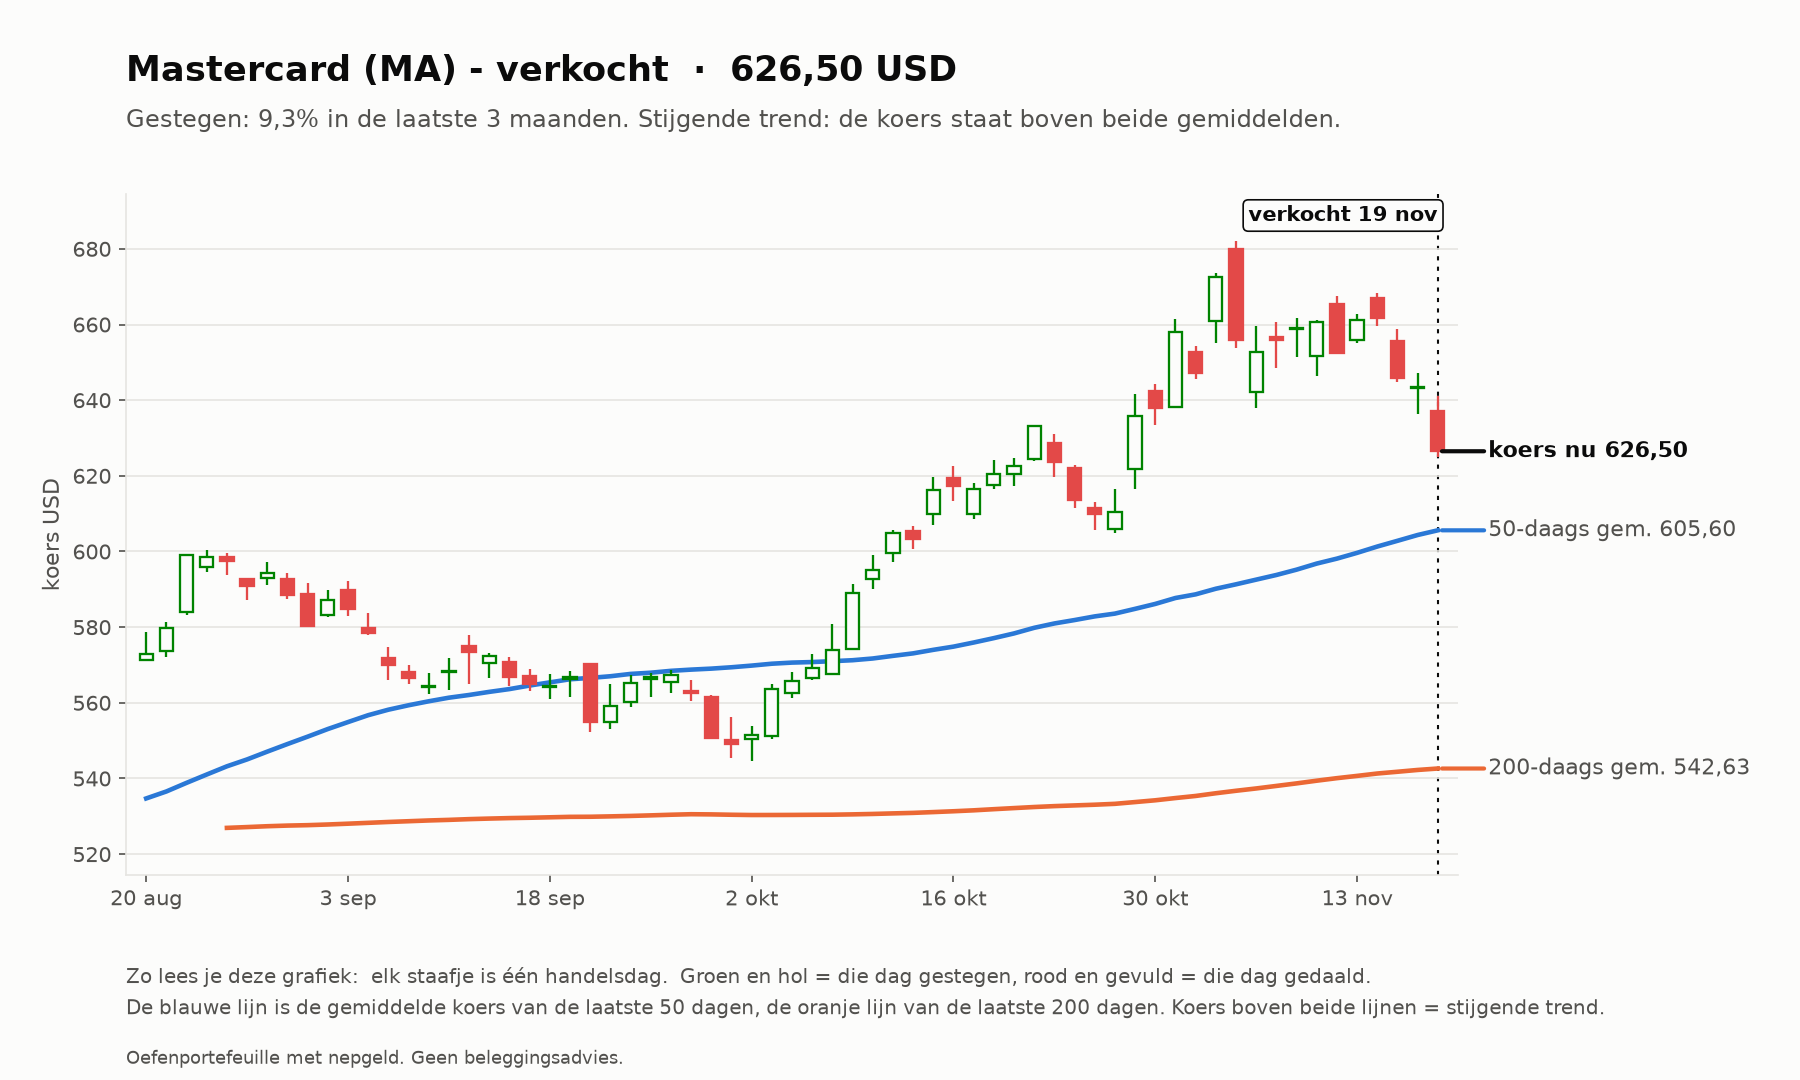 Mastercard (MA) - verkocht · 626,50 USD
Gestegen: 9,3% in de laatste 3 maanden. Stijgende trend: de koers staat boven beide gemiddelden.
verkocht 19 nov
680
660
640
620
600
580
560
540
520
koers USD
koers nu 626,50
50-daags gem. 605,60
200-daags gem. 542,63
20 aug
3 sep
18 sep
2 okt
16 okt
30 okt
13 nov
Zo lees je deze grafiek: elk staafje is één handelsdag. Groen en hol = die dag gestegen, rood en gevuld = die dag gedaald.
De blauwe lijn is de gemiddelde koers van de laatste 50 dagen, de oranje lijn van de laatste 200 dagen. Koers boven beide lijnen = stijgende trend.
Oefenportefeuille met nepgeld. Geen beleggingsadvies.